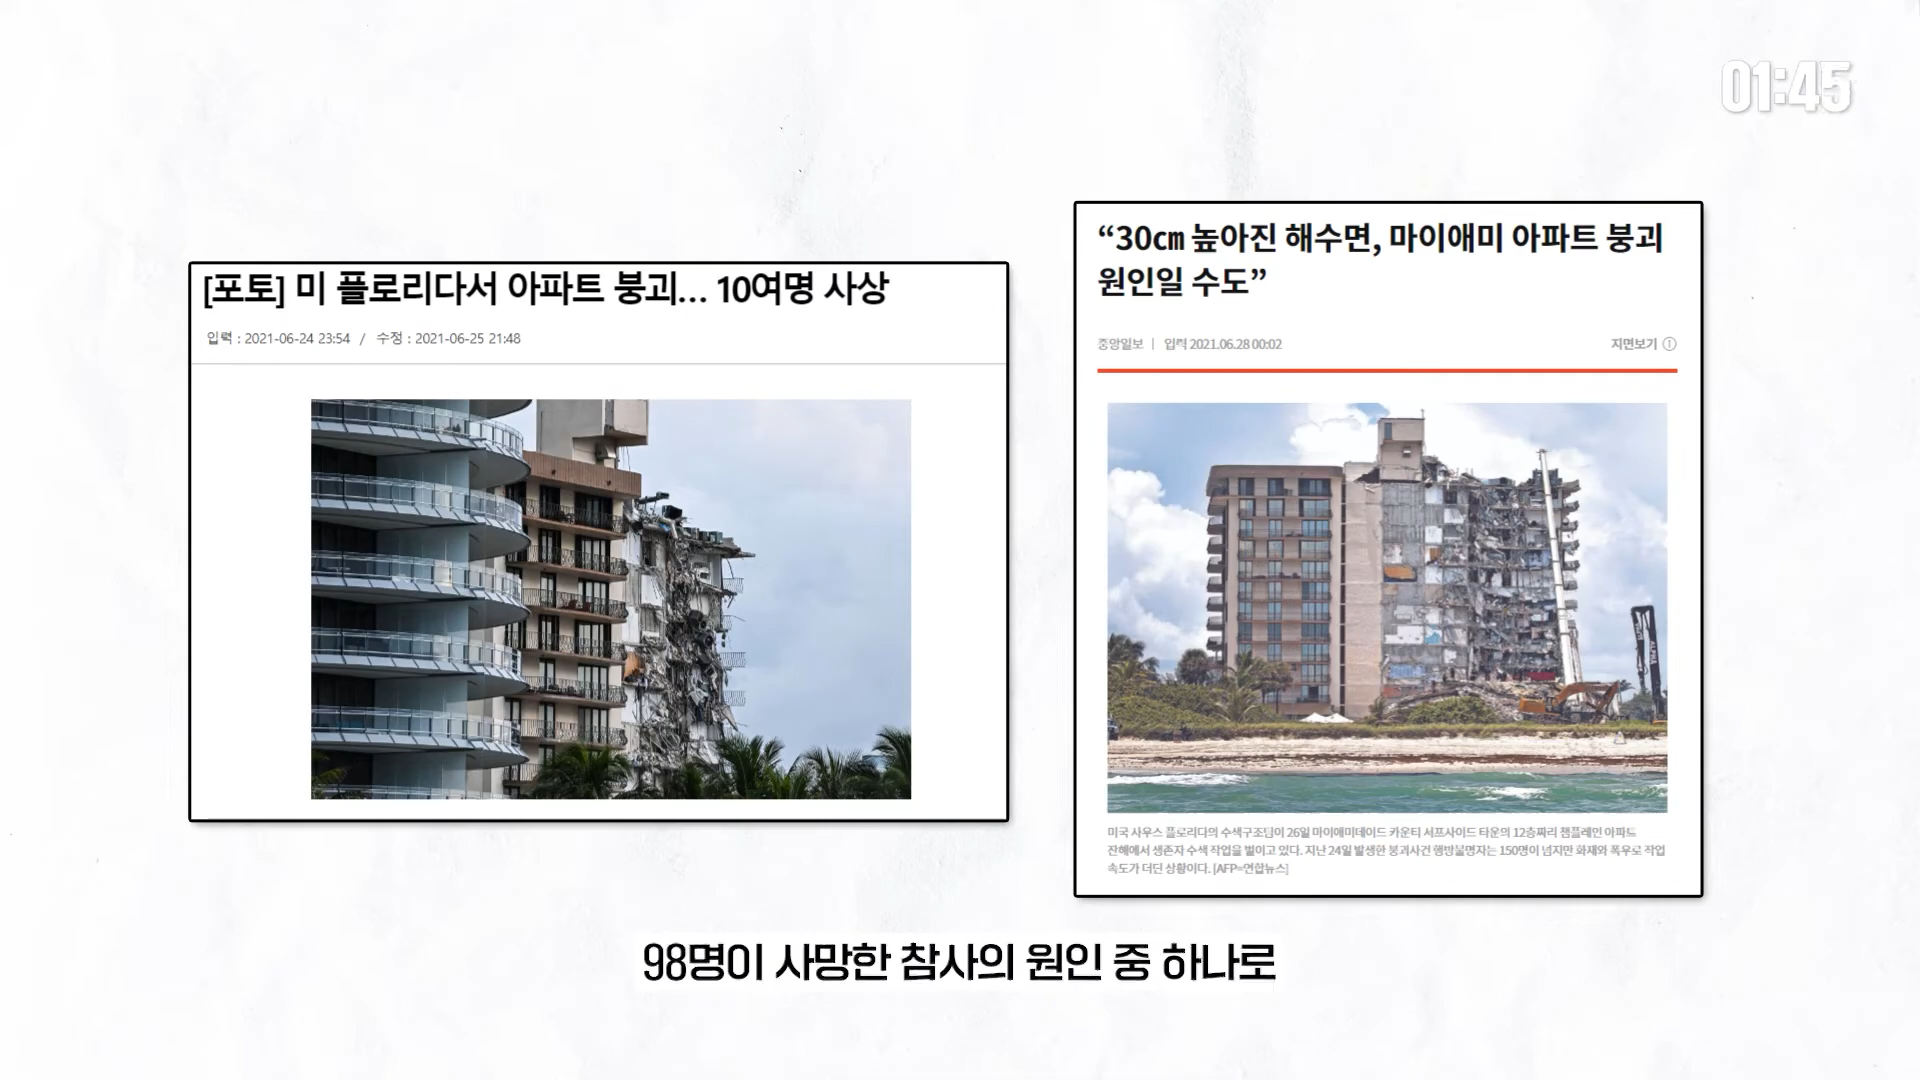 01:45
[포토] 미 플로리다서 아파트 붕괴... 10여명 사상
입력 : 2021-06-24 23:54 / 수정 : 2021-06-25 21:48
“30㎝ 높아진 해수면, 마이애미 아파트 붕괴
원인일 수도”
중앙일보 | 입력 2021.06.28 00:02
지면보기
미국 사우스 플로리다의 수색구조팀이 26일 마이애미데이드 카운티 서프사이드 타운의 12층짜리 챔플레인 아파트
잔해에서 생존자 수색 작업을 벌이고 있다. 지난 24일 발생한 붕괴사건 행방불명자는 150명이 넘지만 화재와 폭우로 작업
속도가 더딘 상황이다. [AFP=연합뉴스]
98명이 사망한 참사의 원인 중 하나로